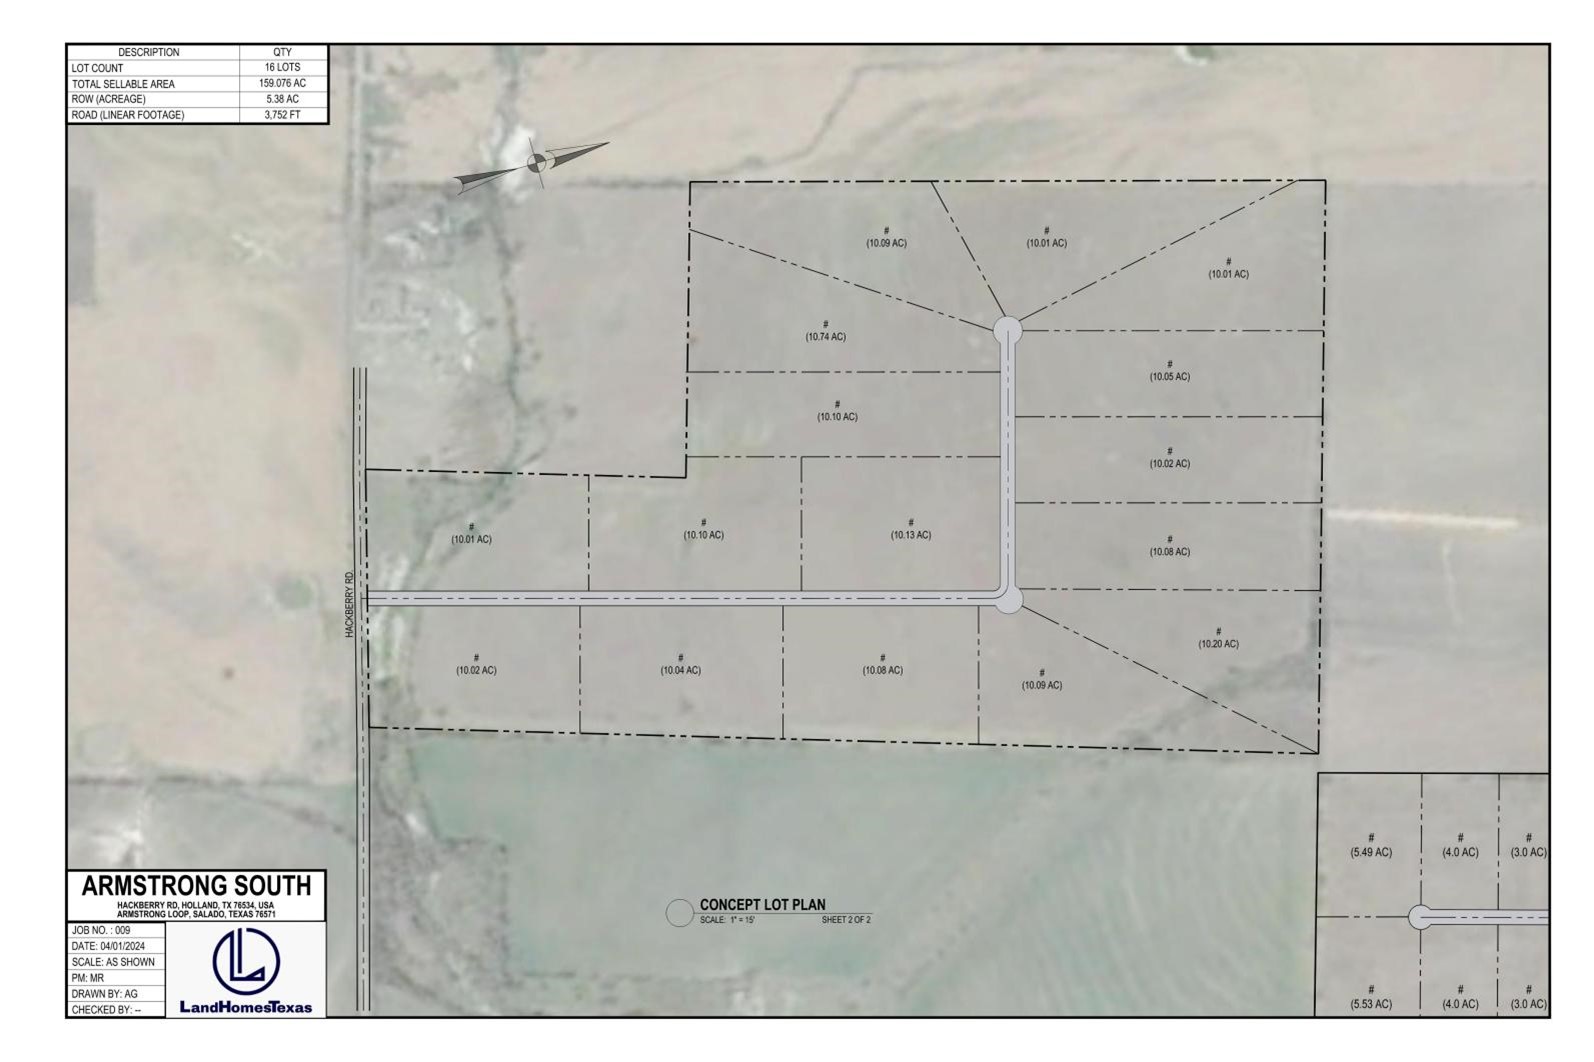 DESCRIPTION QTY
LOT COUNT 16 LOTS
TOTAL SELLABLE AREA 159.076 AC
ROW (ACREAGE) 5.38 AC
ROAD (LINEAR FOOTAGE) 3,752 FT
#
(10.09 AC)
#
(10.01 AC)
#
(10.01 AC)
#
(10.74 AC)
#
(10.05 AC)
#
(10.10 AC)
#
(10.02 AC)
#
(10.01 AC)
#
(10.10 AC)
#
(10.13 AC)
#
(10.08 AC)
HACKBERRY RD.
#
(10.02 AC)
#
(10.04 AC)
#
(10.08 AC)
#
(10.09 AC)
#
(10.20 AC)
#
(5.49 AC)
#
(4.0 AC)
#
(3.0 AC)
#
(5.53 AC)
#
(4.0 AC)
#
(3.0 AC)
CONCEPT LOT PLAN
SCALE: 1" = 15' SHEET 2 OF 2
ARMSTRONG SOUTH
HACKBERRY RD, HOLLAND, TX 76534, USA
ARMSTRONG LOOP, SALADO, TEXAS 76571
JOB NO. : 009
DATE: 04/01/2024
SCALE: AS SHOWN
PM: MR
DRAWN BY: AG
CHECKED BY: --
LandHomesTexas